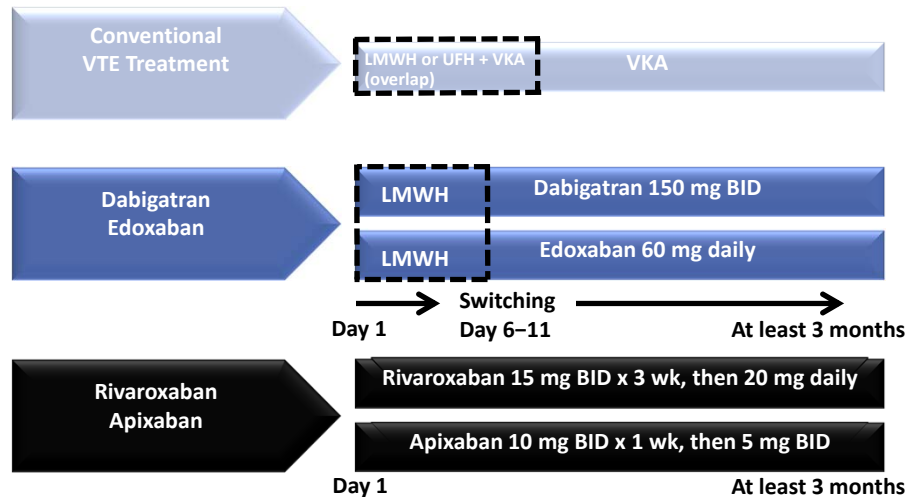 Conventional
VTE Treatment
LMWH or UFH + VKA
(overlap)
VKA
Dabigatran
Edoxaban
LMWH
Dabigatran 150 mg BID
LMWH
Edoxaban 60 mg daily
Day 1
Switching
Day 6–11
At least 3 months
Rivaroxaban
Apixaban
Rivaroxaban 15 mg BID x 3 wk, then 20 mg daily
Apixaban 10 mg BID x 1 wk, then 5 mg BID
Day 1
At least 3 months